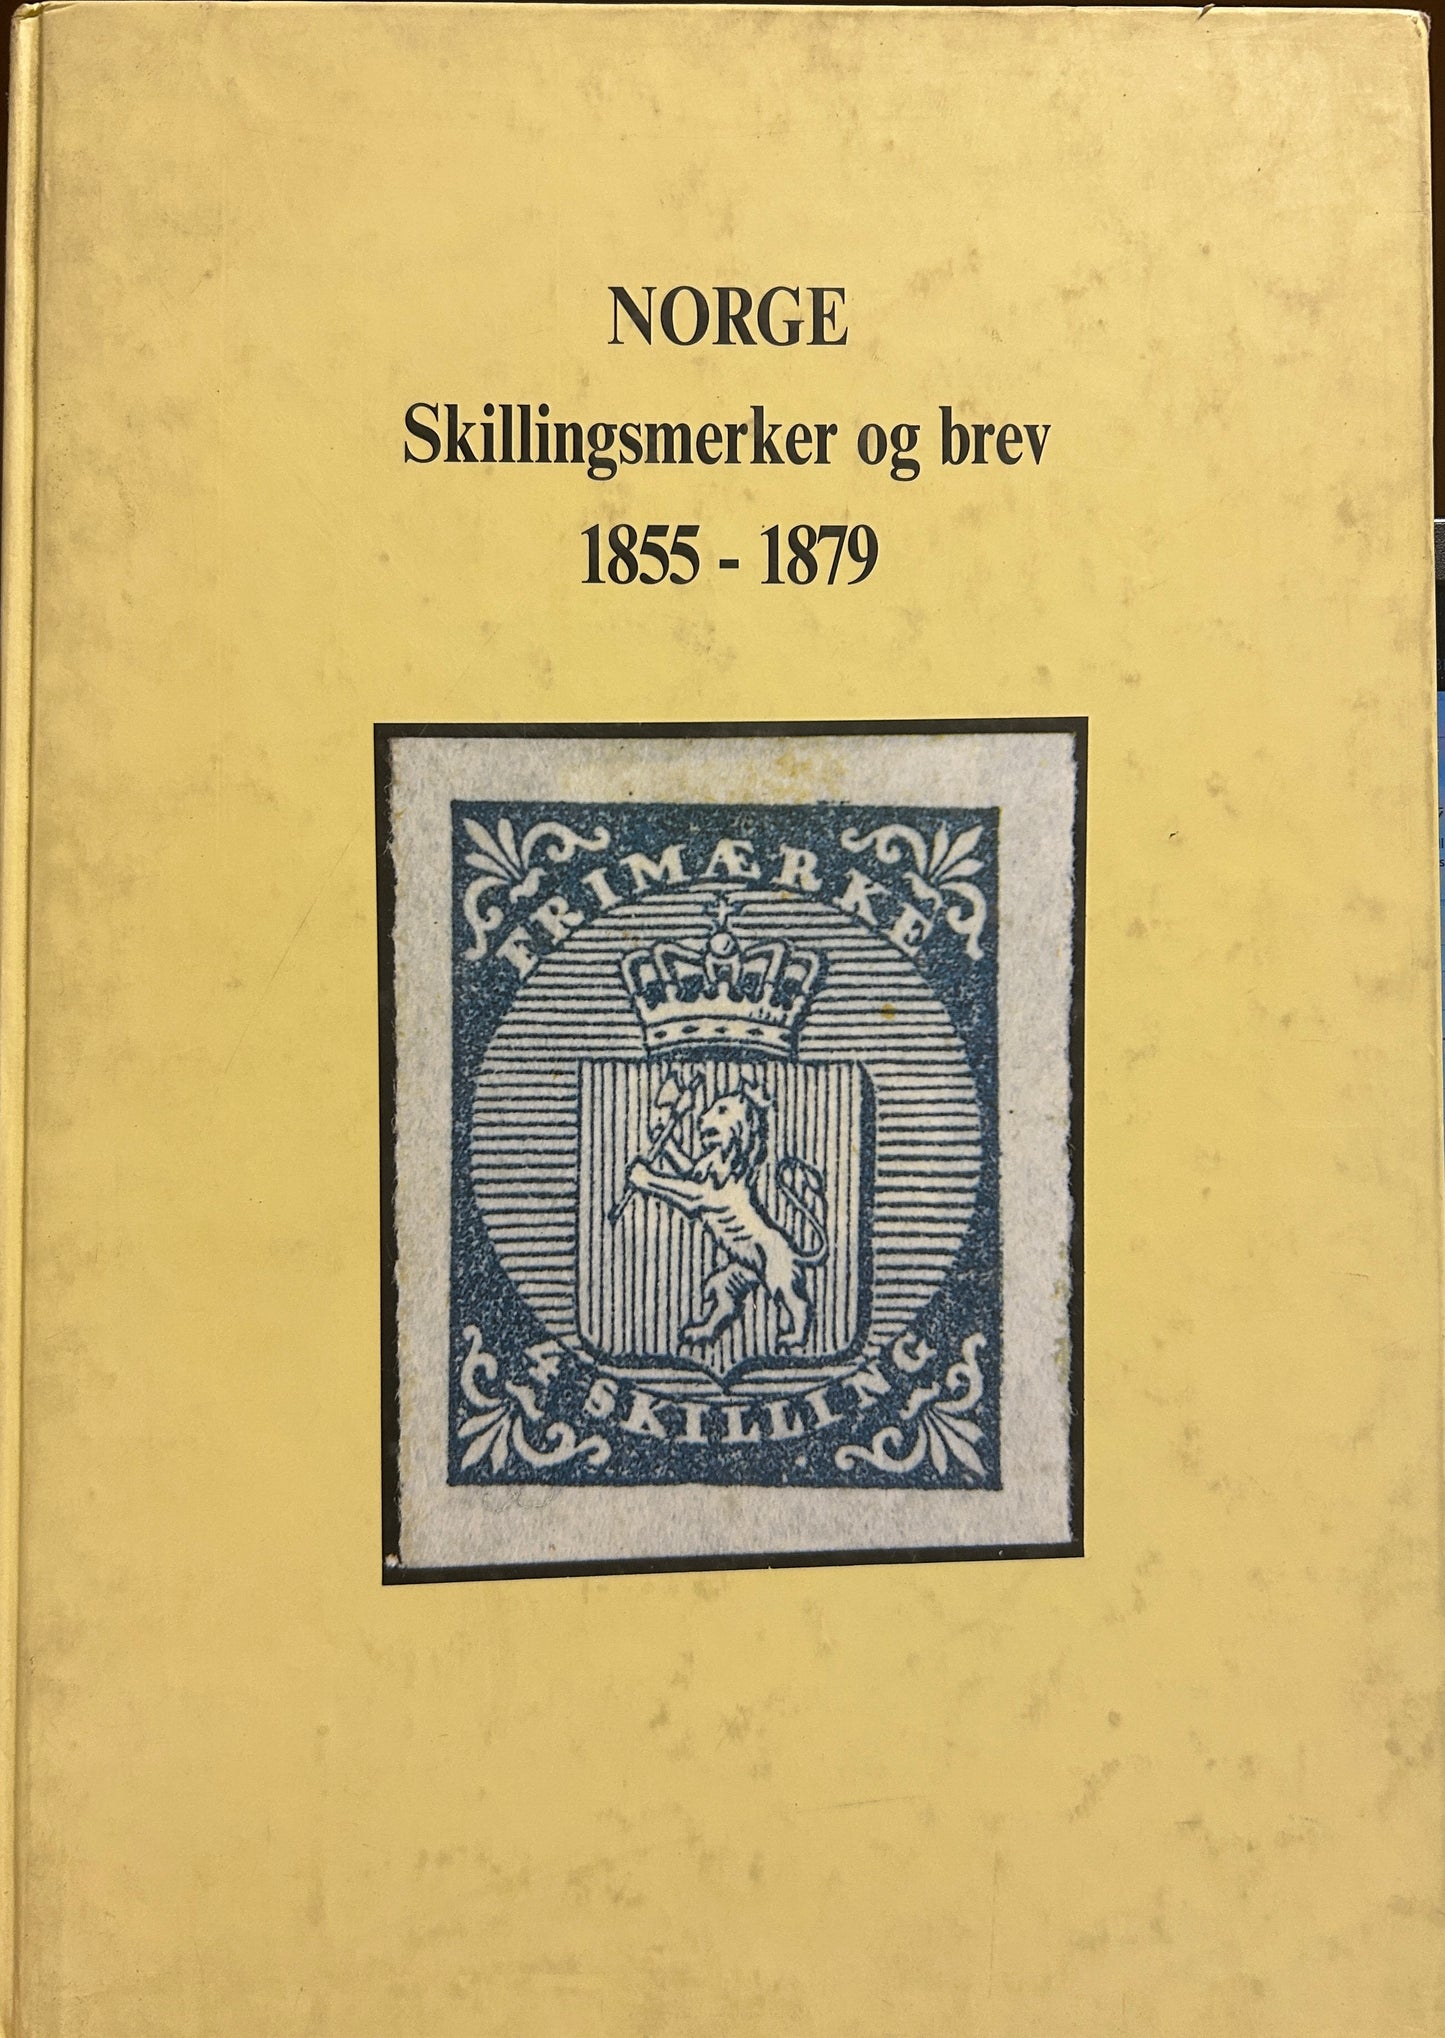 NORGE
Skillingsmerker og brev
1855 - 1879
FRIMÆRKE
4 SKILLING